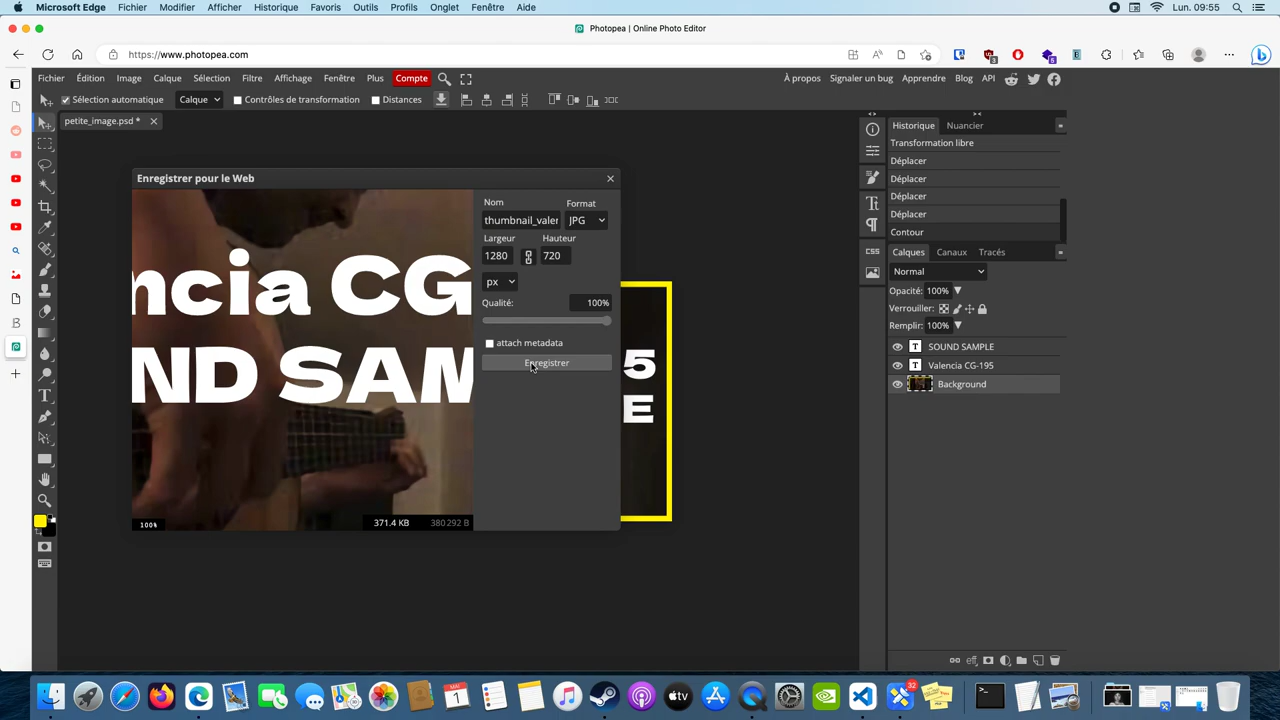 Microsoft Edge Fichier Modifier Afficher Historique Favoris Outils Profils Onglet Fenêtre Aide Lun. 09:55
Photopea | Online Photo Editor
https://www.photopea.com
Fichier Édition Image Calque Sélection Filtre Affichage Fenêtre Plus Compte À propos Signaler un bug Apprendre Blog API
Sélection automatique Calque Contrôles de transformation Distances
petite_image.psd *
Historique Nuancier
Transformation libre
Déplacer
Déplacer
Déplacer
Déplacer
Contour
Calques Canaux Tracés
Normal
Opacité: 100%
Verrouiller:
Remplir: 100%
SOUND SAMPLE
Valencia CG-195
Background
Enregistrer pour le Web
Nom Format
thumbnail_valer JPG
Largeur Hauteur
1280 720
px
Qualité: 100%
attach metadata
Enregistrer
ncia CG
ND SAM
100% 371.4 KB 380 292 B
5
E
MAI
1
32